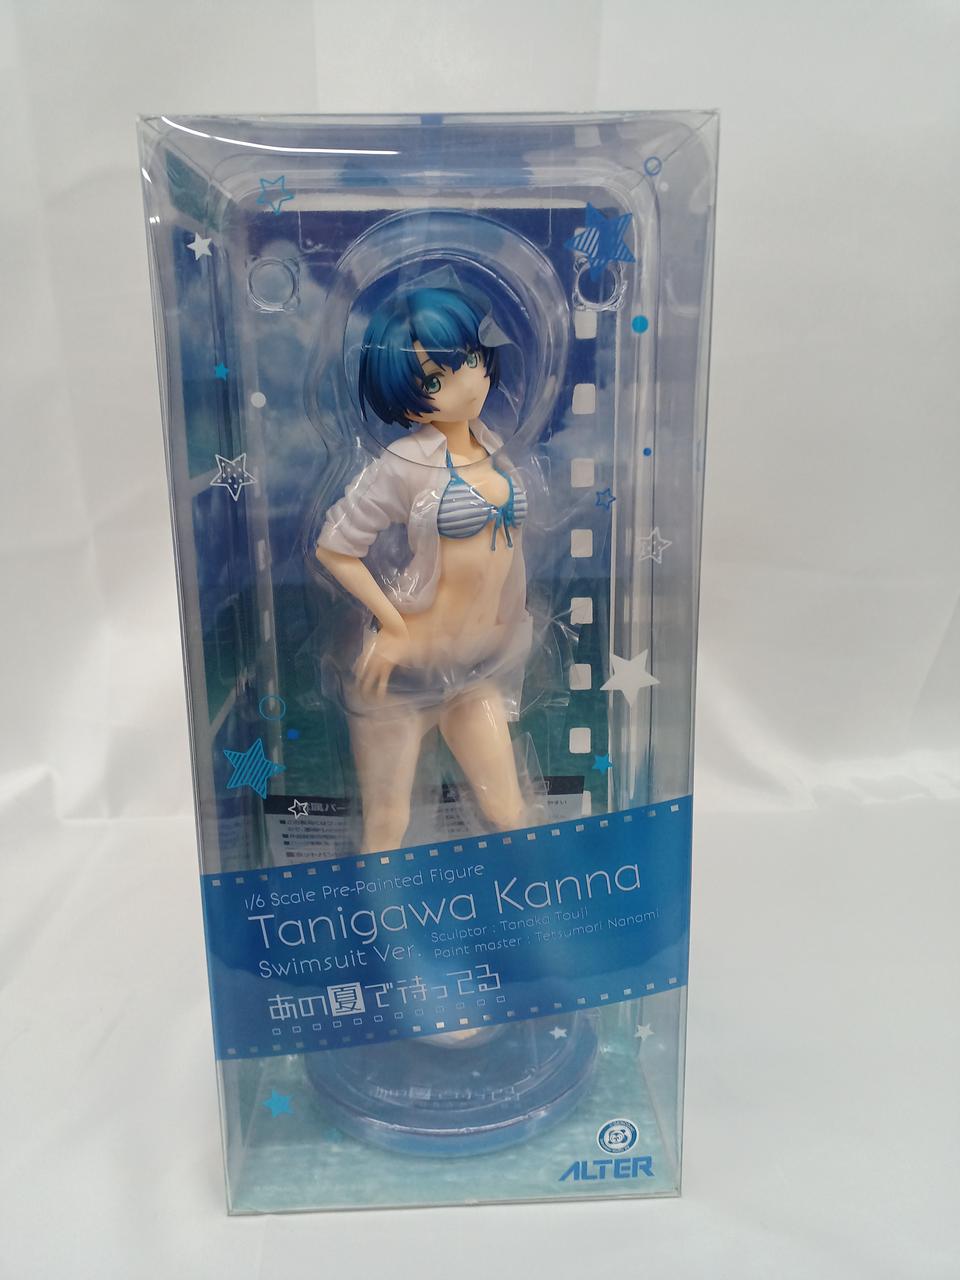 1/6 Scale Pre-Painted Figure
Tanigawa Kanna
Swimsuit Ver.
Sculptor : Tanaka Touji
Paint master : Tetsumori Nanami
あの夏で待ってる
ALTER